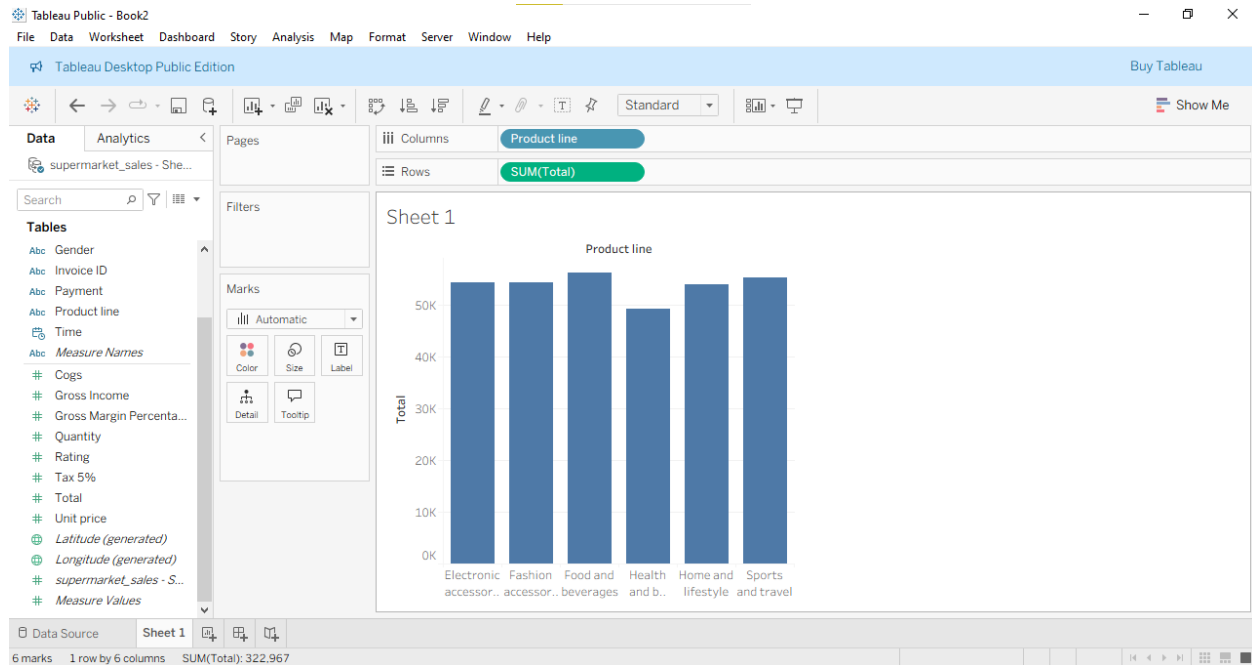 Tableau Public - Book2
File Data Worksheet Dashboard Story Analysis Map Format Server Window Help
Tableau Desktop Public Edition Buy Tableau
Standard Show Me
Data Analytics
supermarket_sales - She...
Search
Tables
Abc Gender
Abc Invoice ID
Abc Payment
Abc Product line
Time
Abc Measure Names
# Cogs
# Gross Income
# Gross Margin Percenta...
# Quantity
# Rating
# Tax 5%
# Total
# Unit price
Latitude (generated)
Longitude (generated)
# supermarket_sales - S...
# Measure Values
Pages
Filters
Marks
Automatic
Color Size Label
Detail Tooltip
Columns Product line
Rows SUM(Total)
Sheet 1
Product line
50K
40K
30K
20K
10K
0K
Total
Electronic accessor..
Fashion accessor..
Food and beverages
Health and b..
Home and lifestyle
Sports and travel
Data Source Sheet 1
6 marks 1 row by 6 columns SUM(Total): 322,967